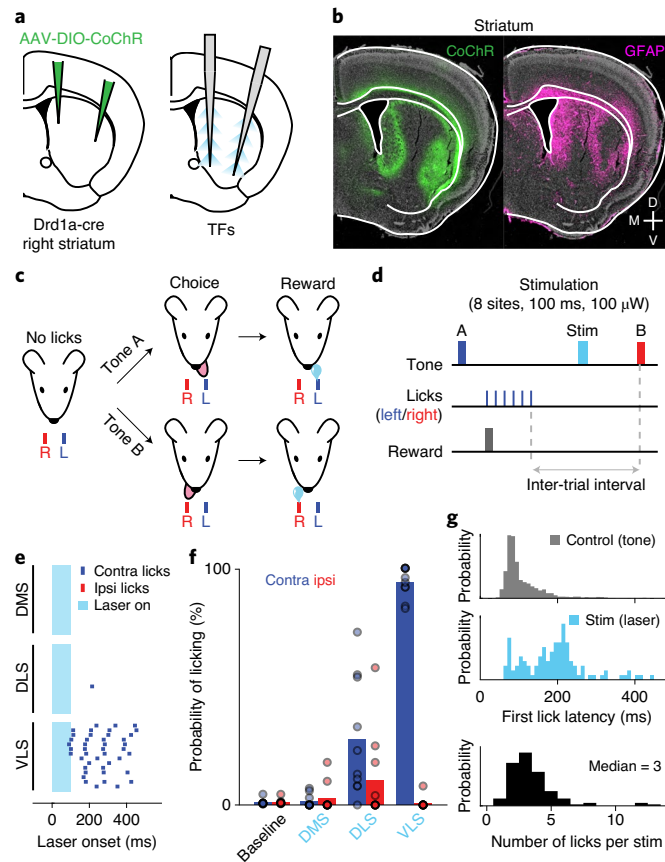 a
AAV-DIO-CoChR
Drd1a-cre
right striatum
TFs
b
Striatum
CoChR
GFAP
D
M
V
c
No licks
Tone A
Tone B
Choice
Reward
R L
R L
R L
R L
R L
d
Stimulation
(8 sites, 100 ms, 100 μW)
A
Stim
B
Tone
Licks
(left/right)
Reward
Inter-trial interval
e
Contra licks
Ipsi licks
Laser on
DMS
DLS
VLS
0 200 400
Laser onset (ms)
f
Contra ipsi
Probability of licking (%)
100
0
Baseline
DMS
DLS
VLS
g
Probability
Control (tone)
Probability
Stim (laser)
0 200 400
First lick latency (ms)
Probability
Median = 3
0 5 10
Number of licks per stim